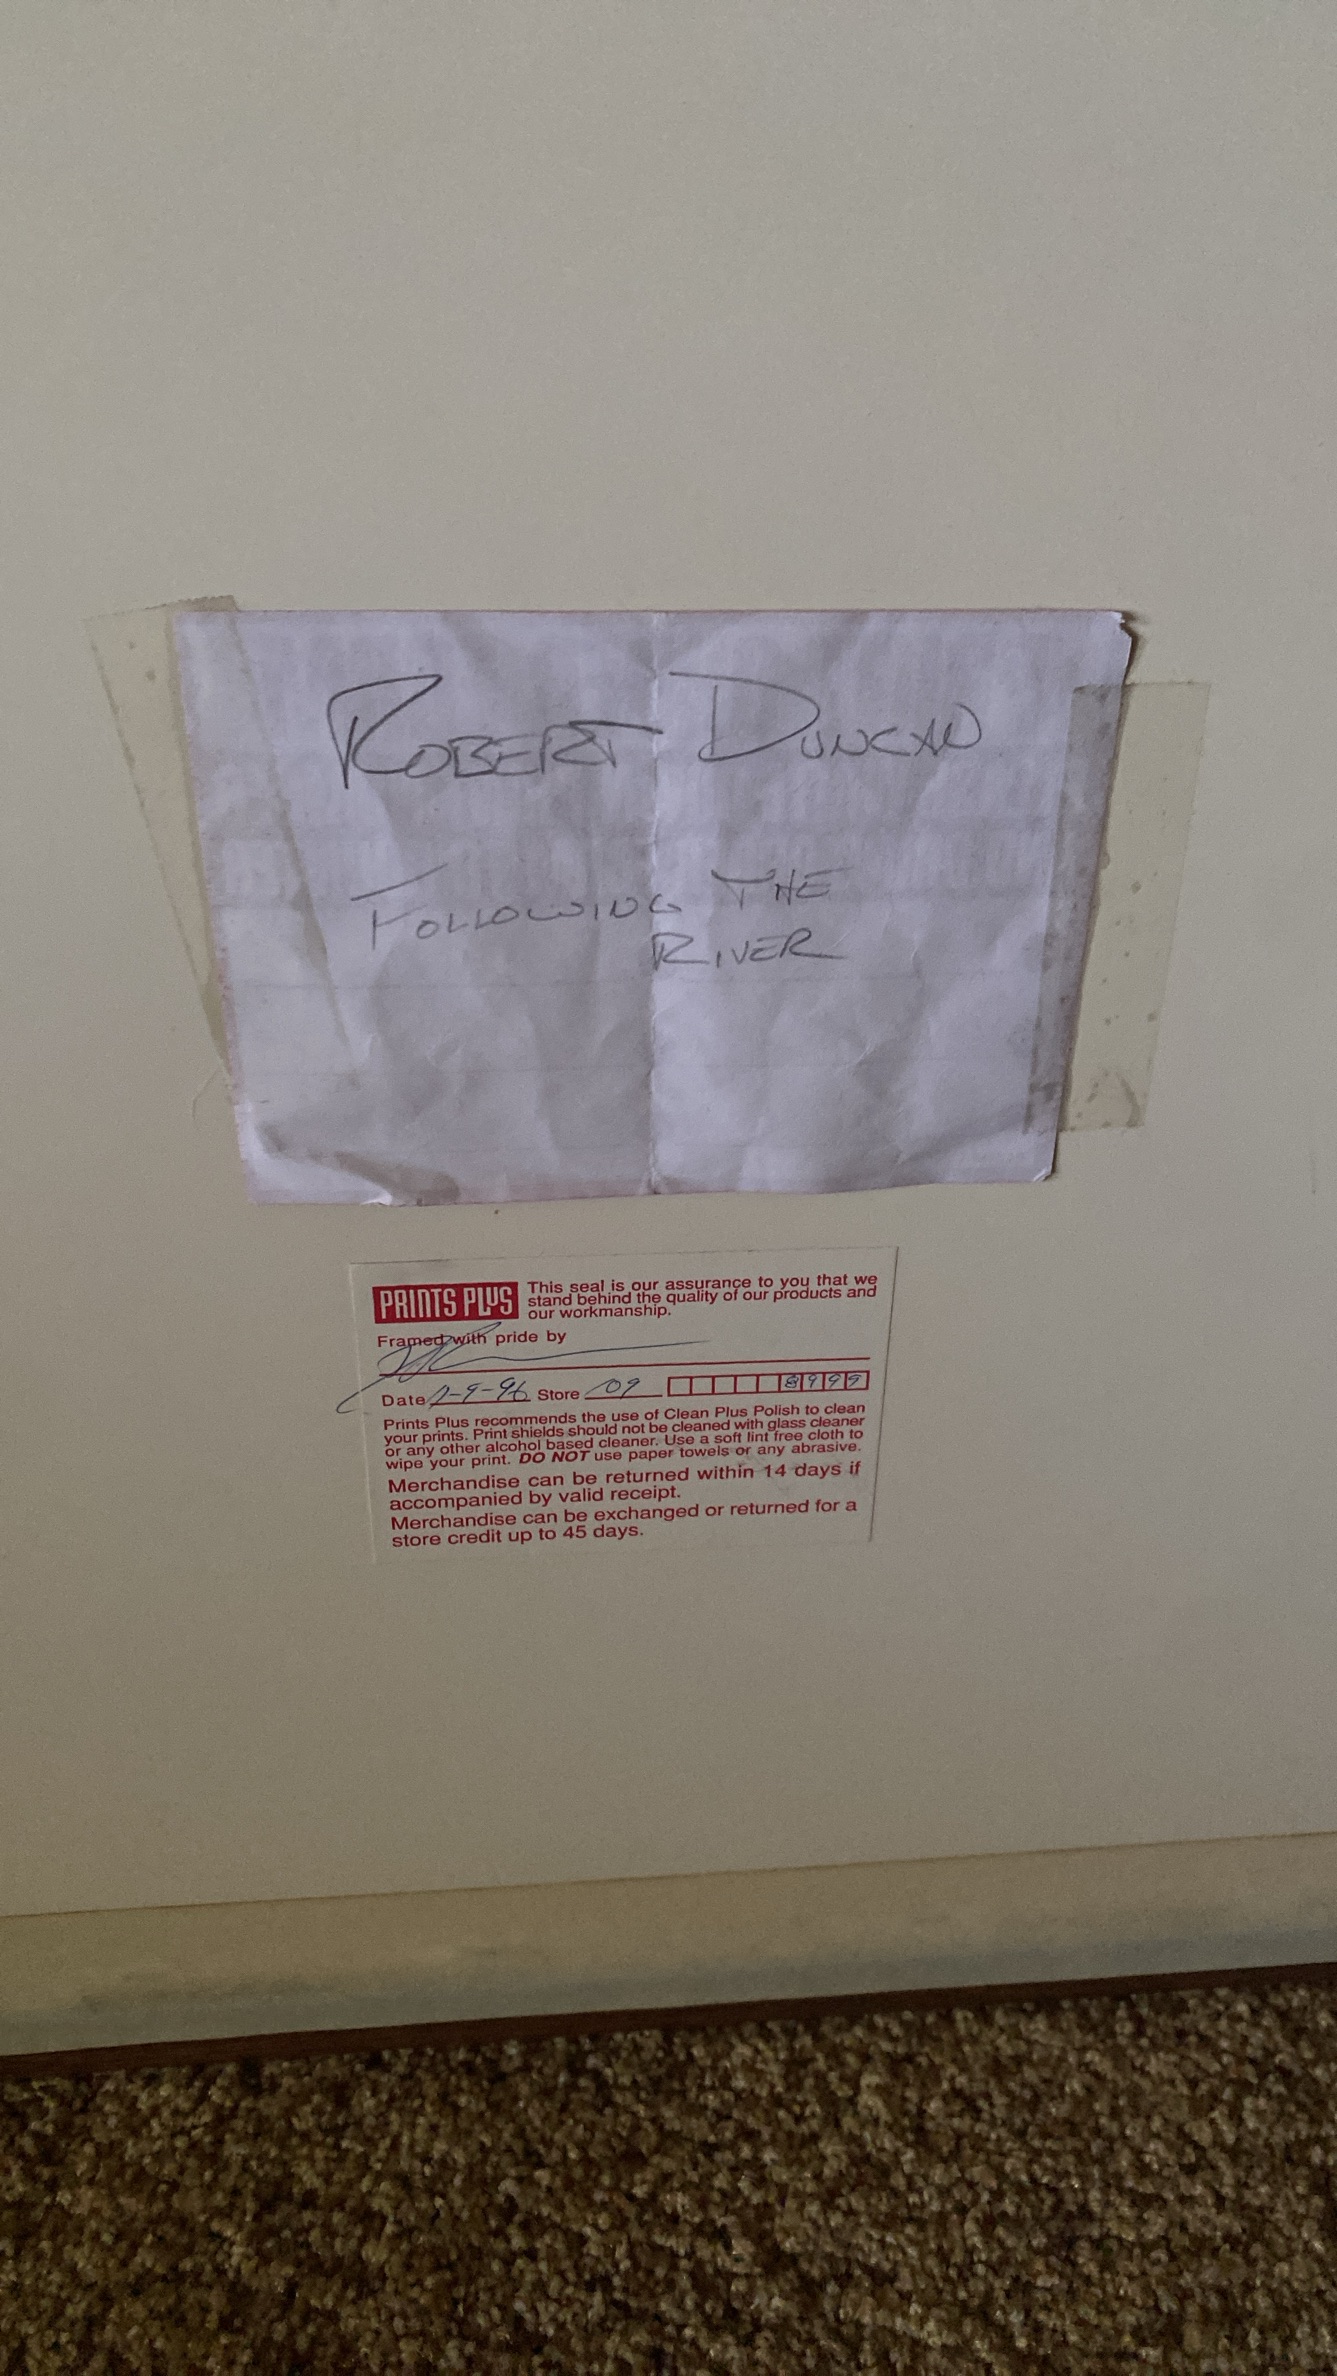 ROBERT DUNCAN
FOLLOWING THE
RIVER
PRINTS PLUS
This seal is our assurance to you that we
stand behind the quality of our products and
our workmanship.
Framed with pride by
Date 2-9-96 Store 09 8999
Prints Plus recommends the use of Clean Plus Polish to clean
your prints. Print shields should not be cleaned with glass cleaner
or any other alcohol based cleaner. Use a soft lint free cloth to
wipe your print. DO NOT use paper towels or any abrasive.
Merchandise can be returned within 14 days if
accompanied by valid receipt.
Merchandise can be exchanged or returned for a
store credit up to 45 days.